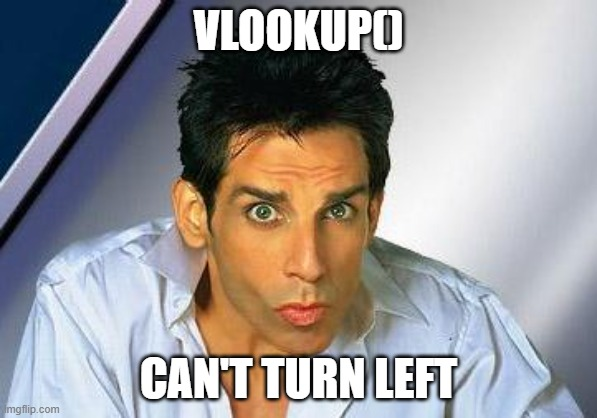 VLOOKUP()
CAN'T TURN LEFT
imgflip.com